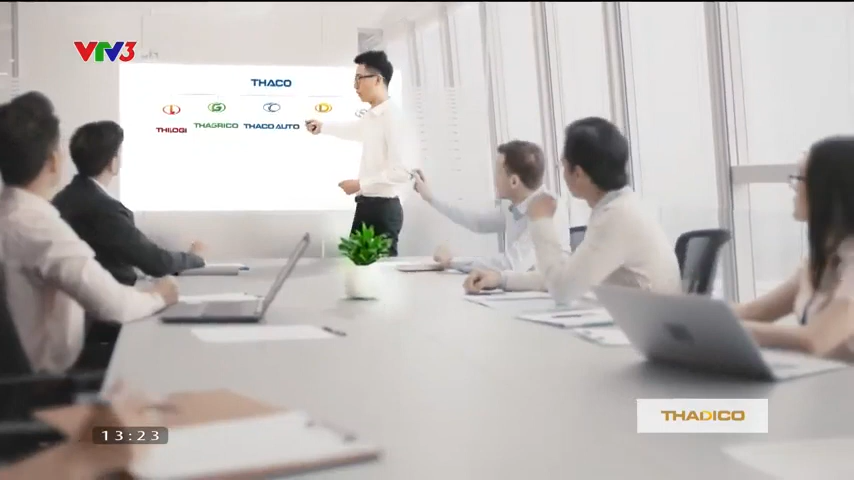 VTV3
THACO
THILOGI THAGRICO THACO AUTO
THADICO
13:23